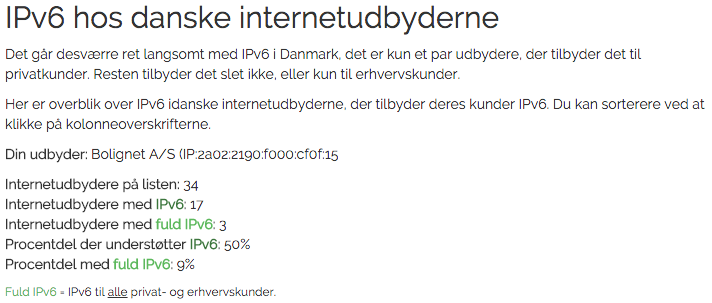 IPv6 hos danske internetudbyderne
Det går desværre ret langsomt med IPv6 i Danmark, det er kun et par udbydere, der tilbyder det til
privatkunder. Resten tilbyder det slet ikke, eller kun til erhvervskunder.
Her er overblik over IPv6 idanske internetudbyderne, der tilbyder deres kunder IPv6. Du kan sorterere ved at
klikke på kolonneoverskrifterne.
Din udbyder: Bolignet A/S (IP:2a02:2190:f000:cf0f:15
Internetudbydere på listen: 34
Internetudbydere med IPv6: 17
Internetudbydere med fuld IPv6: 3
Procentdel der understøtter IPv6: 50%
Procentdel med fuld IPv6: 9%
Fuld IPv6 = IPv6 til alle privat- og erhvervskunder.